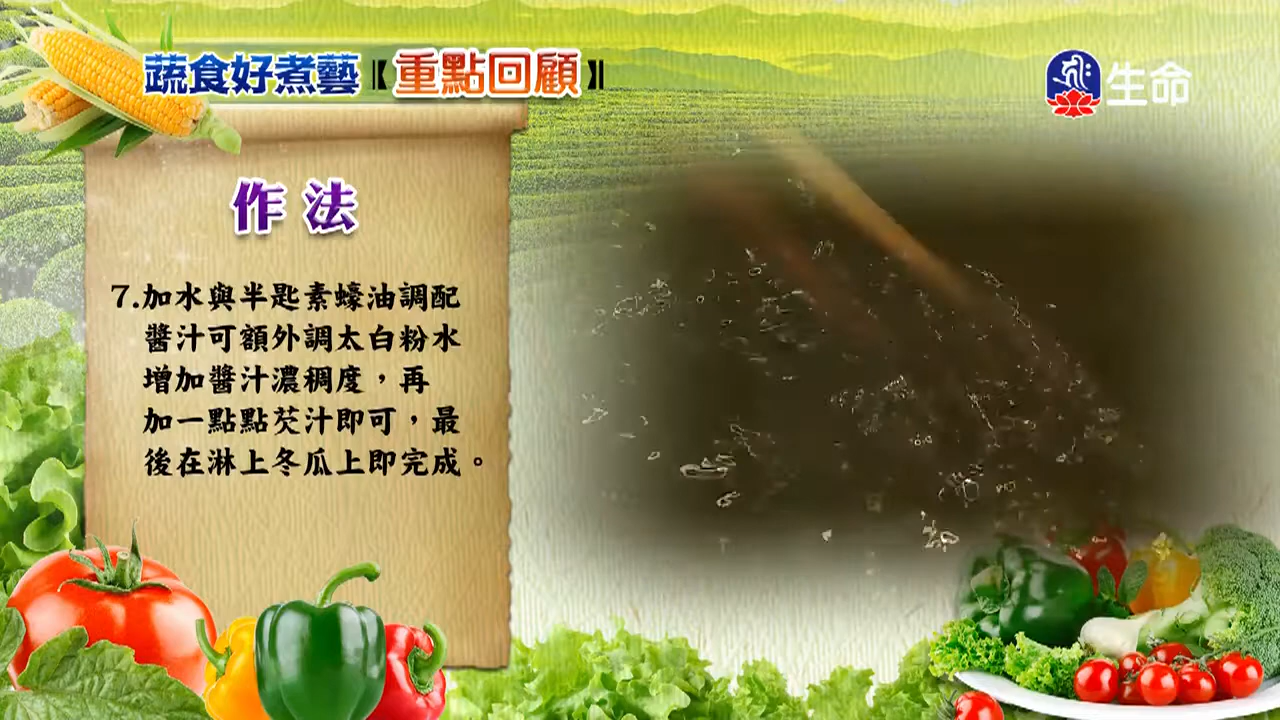 蔬食好煮藝【重點回顧】
生命
作法
7.加水與半匙素蠔油調配
醬汁可額外調太白粉水
增加醬汁濃稠度，再
加一點點芡汁即可，最
後在淋上冬瓜上即完成。